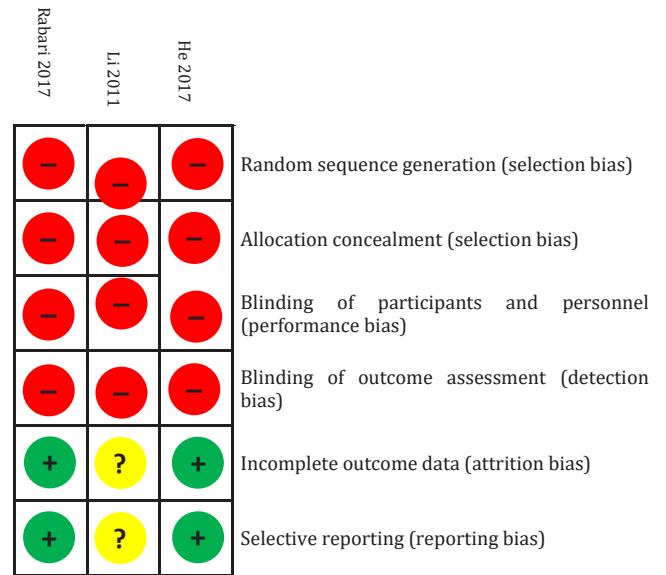 Rabari 2017
Li 2011
He 2017
– – – Random sequence generation (selection bias)
– – – Allocation concealment (selection bias)
– – – Blinding of participants and personnel
(performance bias)
– – – Blinding of outcome assessment (detection
bias)
+ ? + Incomplete outcome data (attrition bias)
+ ? + Selective reporting (reporting bias)